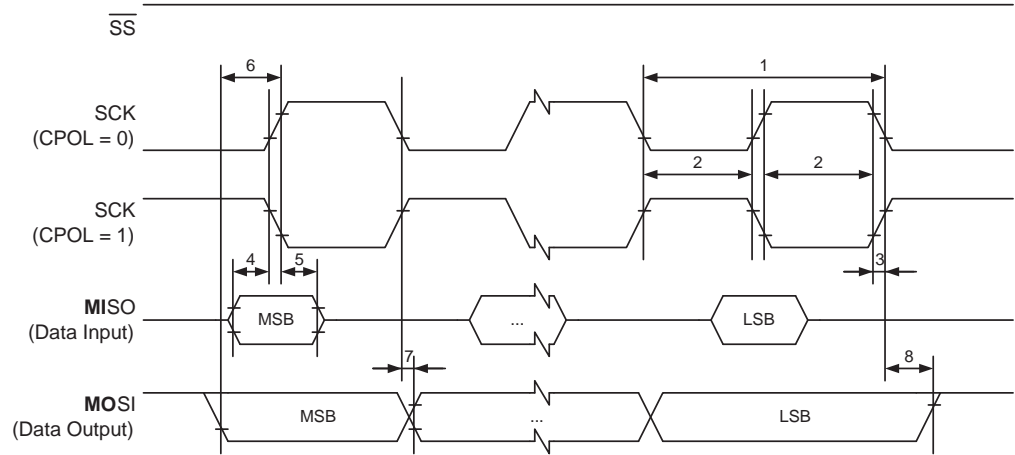 SS
6
1
SCK
(CPOL = 0)
2
2
SCK
(CPOL = 1)
4
5
3
MISO
(Data Input)
MSB
...
LSB
7
8
MOSI
(Data Output)
MSB
...
LSB